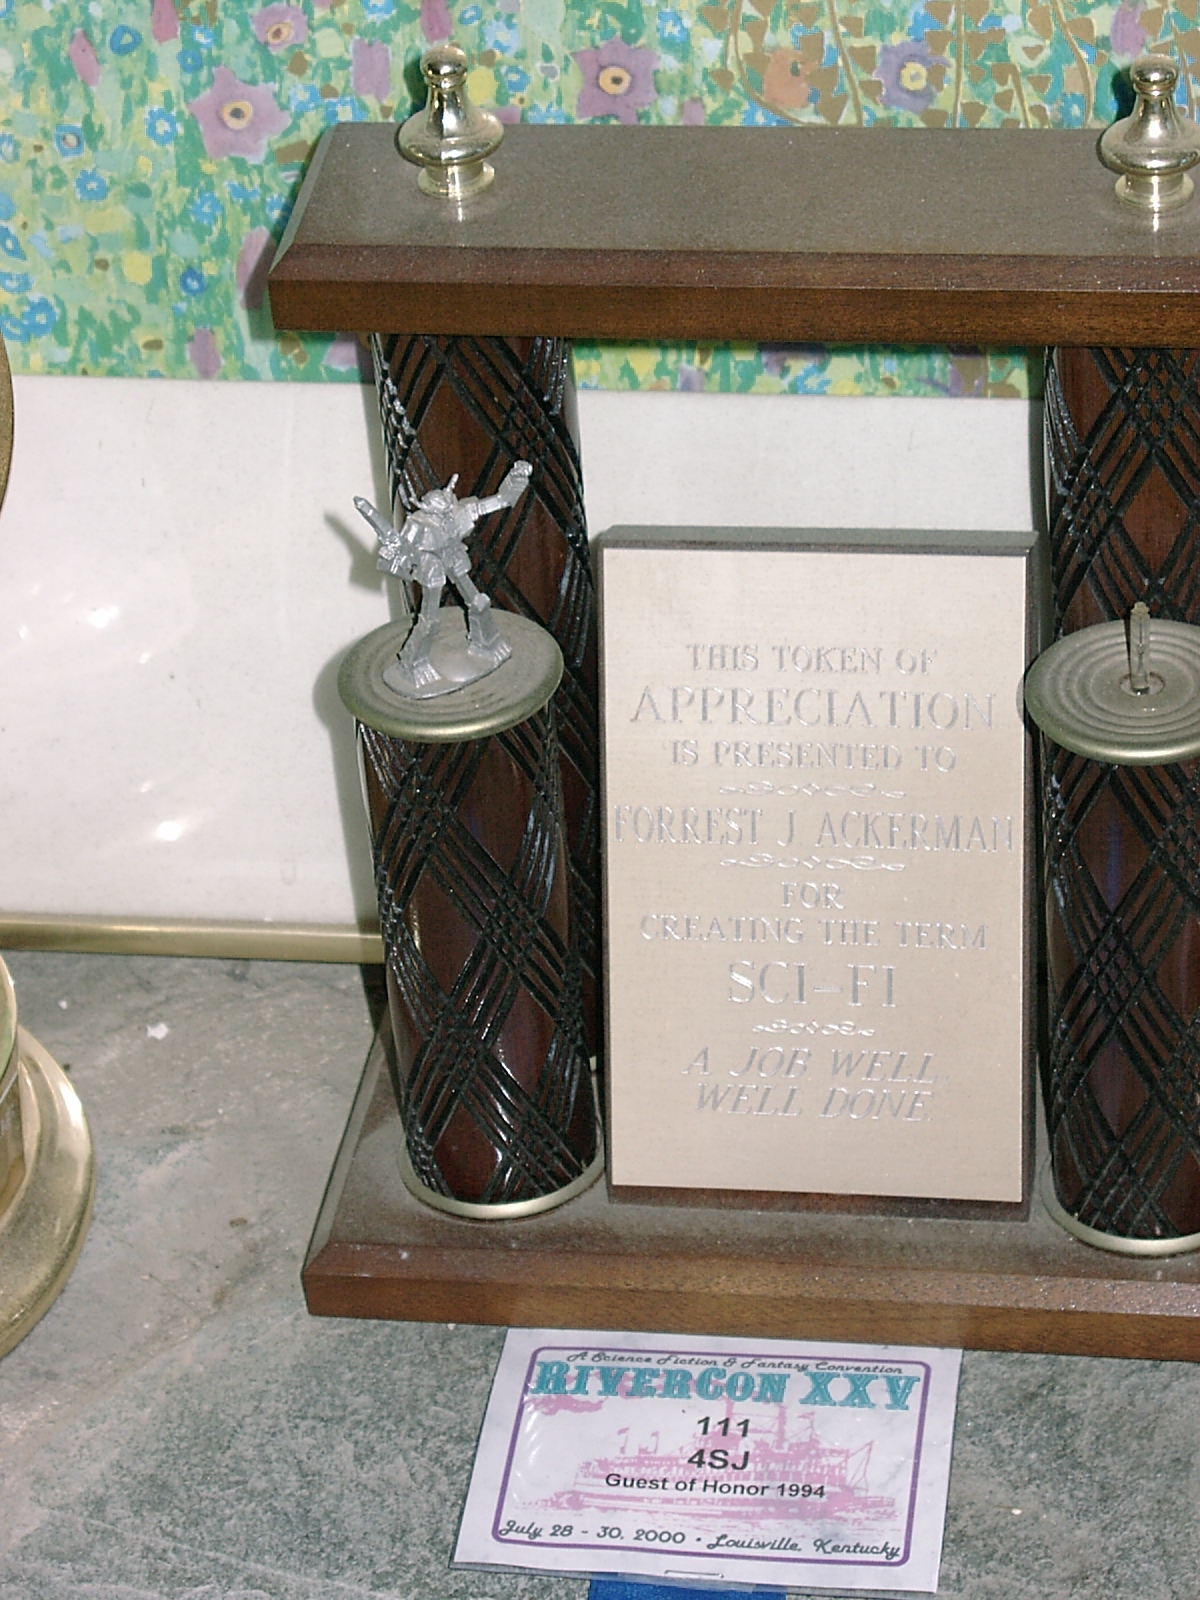 THIS TOKEN OF
APPRECIATION
IS PRESENTED TO
FORREST J ACKERMAN
FOR
CREATING THE TERM
SCI-FI
A JOB WELL,
WELL DONE
A Science Fiction & Fantasy Convention
RIVERCON XXV
111
4SJ
Guest of Honor 1994
July 28 - 30, 2000 • Louisville, Kentucky